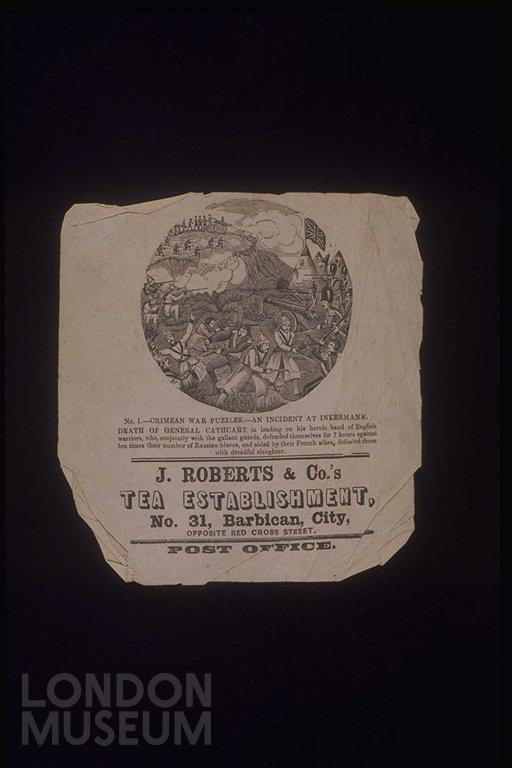 No. 1.—CRIMEAN WAR PUZZLES.—AN INCIDENT AT INKERMANN.
DEATH OF GENERAL CATHCART in leading on his heroic band of English
warriors, who, conjointly with the gallant guards, defended themselves for 7 hours against
ten times their number of Russian Slaves, and aided by their French allies, defeated them
with dreadful slaughter.
J. ROBERTS & Co.'s
TEA ESTABLISHMENT,
No. 31, Barbican, City,
OPPOSITE RED CROSS STREET.
POST OFFICE.
LONDON
MUSEUM